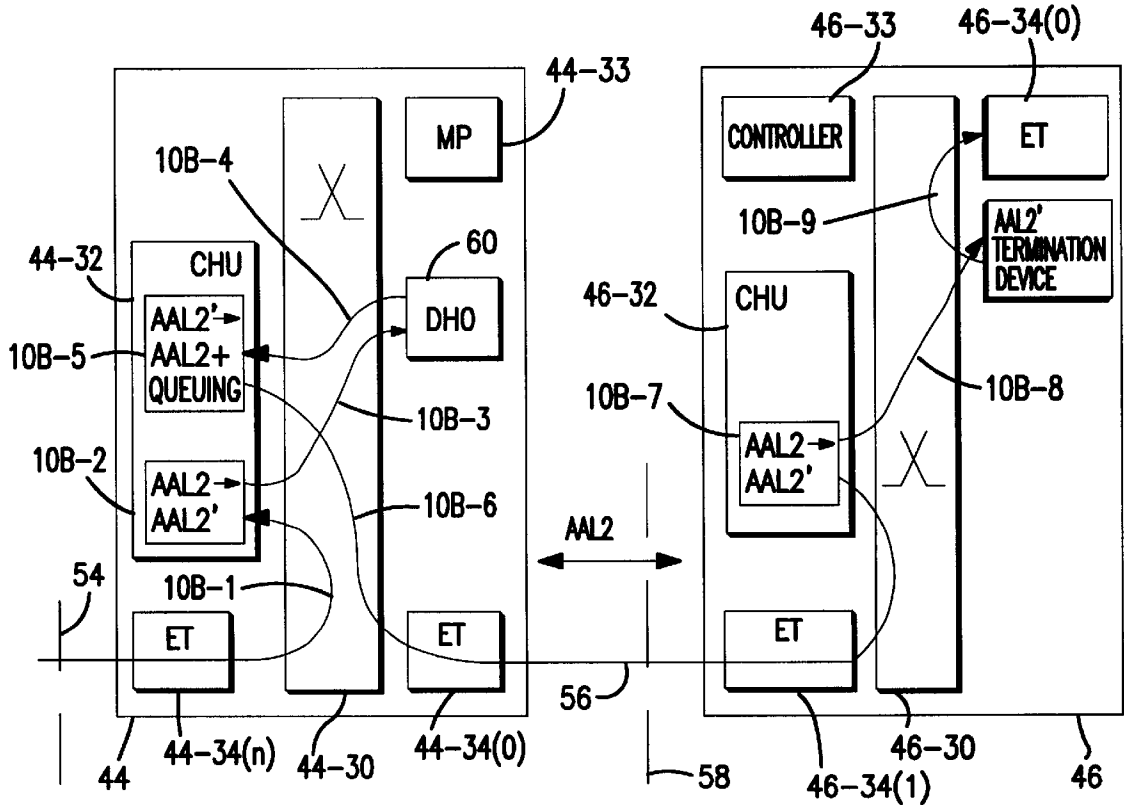 46-33
46-34(0)
44-33
MP
CONTROLLER
ET
10B-4
10B-9
60
44-32
CHU
AAL2'
TERMINATION
DEVICE
46-32
CHU
DHO
AAL2'→
10B-5
AAL2+
QUEUING
10B-8
10B-3
10B-7
10B-2
AAL2→
AAL2'
AAL2→
AAL2'
10B-6
AAL2
10B-1
54
ET
ET
ET
56
44
44-34(n)
44-30
44-34(0)
58
46-34(1)
46-30
46